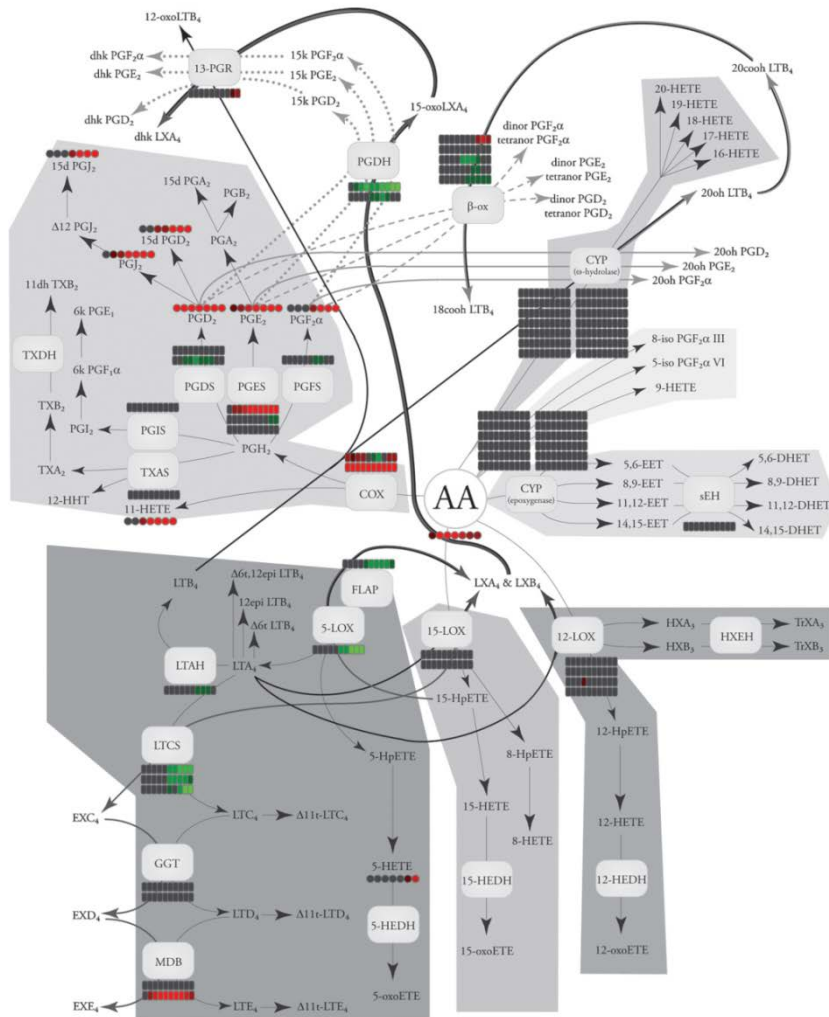 12-oxoLTB₄
dhk PGF₂α
dhk PGE₂
dhk PGD₂
dhk LXA₄
13-PGR
15k PGF₂α
15k PGE₂
15k PGD₂
15-oxoLXA₄
20cooh LTB₄
20-HETE
19-HETE
18-HETE
17-HETE
16-HETE
dinor PGF₂α
tetranor PGF₂α
dinor PGE₂
tetranor PGE₂
dinor PGD₂
tetranor PGD₂
PGDH
β-ox
20oh LTB₄
15d PGJ₂
15d PGA₂
PGB₂
Δ12 PGJ₂
15d PGD₂
PGA₂
PGJ₂
CYP
(ω-hydrolase)
20oh PGD₂
20oh PGE₂
20oh PGF₂α
18cooh LTB₄
11dh TXB₂
6k PGE₁
PGD₂
PGE₂
PGF₂α
TXDH
6k PGF₁α
PGDS
PGES
PGFS
8-iso PGF₂α III
5-iso PGF₂α VI
9-HETE
TXB₂
PGI₂
PGIS
PGH₂
TXA₂
TXAS
12-HHT
11-HETE
COX
AA
CYP
(epoxygenase)
5,6-EET
8,9-EET
11,12-EET
14,15-EET
sEH
5,6-DHET
8,9-DHET
11,12-DHET
14,15-DHET
LTB₄
Δ6t,12epi LTB₄
12epi LTB₄
Δ6t LTB₄
FLAP
5-LOX
LXA₄ & LXB₄
15-LOX
12-LOX
HXA₃
HXB₃
HXEH
TrXA₃
TrXB₃
LTAH
LTA₄
15-HpETE
12-HpETE
LTCS
5-HpETE
8-HpETE
EXC₄
LTC₄
Δ11t-LTC₄
15-HETE
8-HETE
12-HETE
GGT
5-HETE
15-HEDH
12-HEDH
EXD₄
LTD₄
Δ11t-LTD₄
5-HEDH
MDB
15-oxoETE
12-oxoETE
EXE₄
LTE₄
Δ11t-LTE₄
5-oxoETE